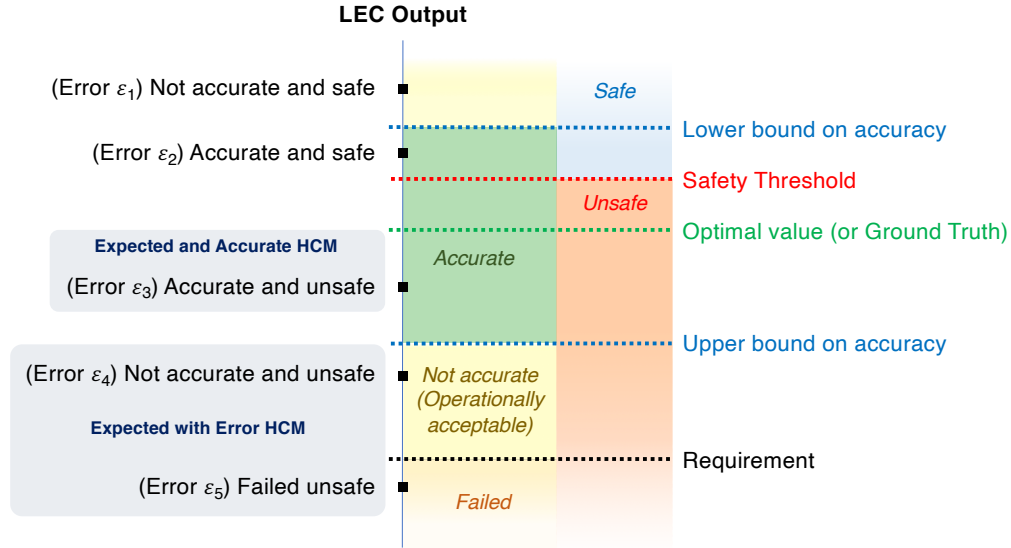 LEC Output
(Error ε1) Not accurate and safe
Safe
Lower bound on accuracy
(Error ε2) Accurate and safe
Safety Threshold
Unsafe
Optimal value (or Ground Truth)
Expected and Accurate HCM
Accurate
(Error ε3) Accurate and unsafe
Upper bound on accuracy
(Error ε4) Not accurate and unsafe
Not accurate
(Operationally
acceptable)
Expected with Error HCM
Requirement
(Error ε5) Failed unsafe
Failed